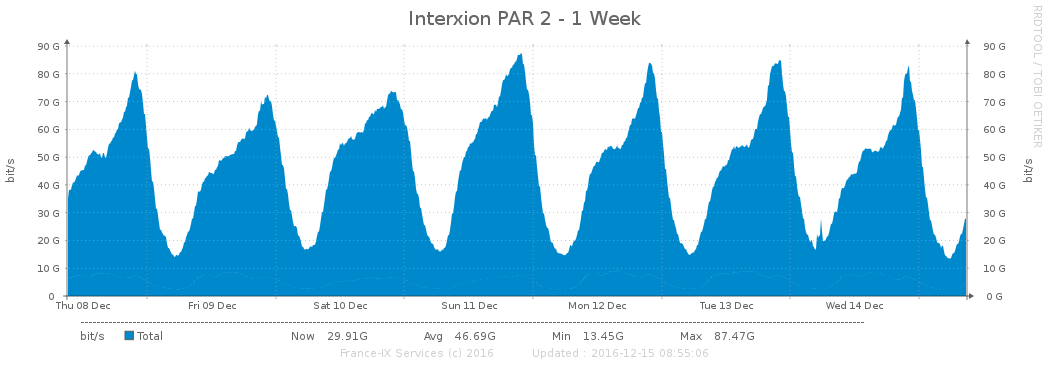 Interxion PAR 2 - 1 Week
RRDTOOL / TOBI OETIKER
90 G 90 G
80 G 80 G
70 G 70 G
60 G 60 G
50 G 50 G
40 G 40 G
30 G 30 G
20 G 20 G
10 G 10 G
0 0 G
bit/s
bit/s
Thu 08 Dec Fri 09 Dec Sat 10 Dec Sun 11 Dec Mon 12 Dec Tue 13 Dec Wed 14 Dec
bit/s Total Now 29.91G Avg 46.69G Min 13.45G Max 87.47G
France-IX Services (c) 2016 Updated : 2016-12-15 08:55:06